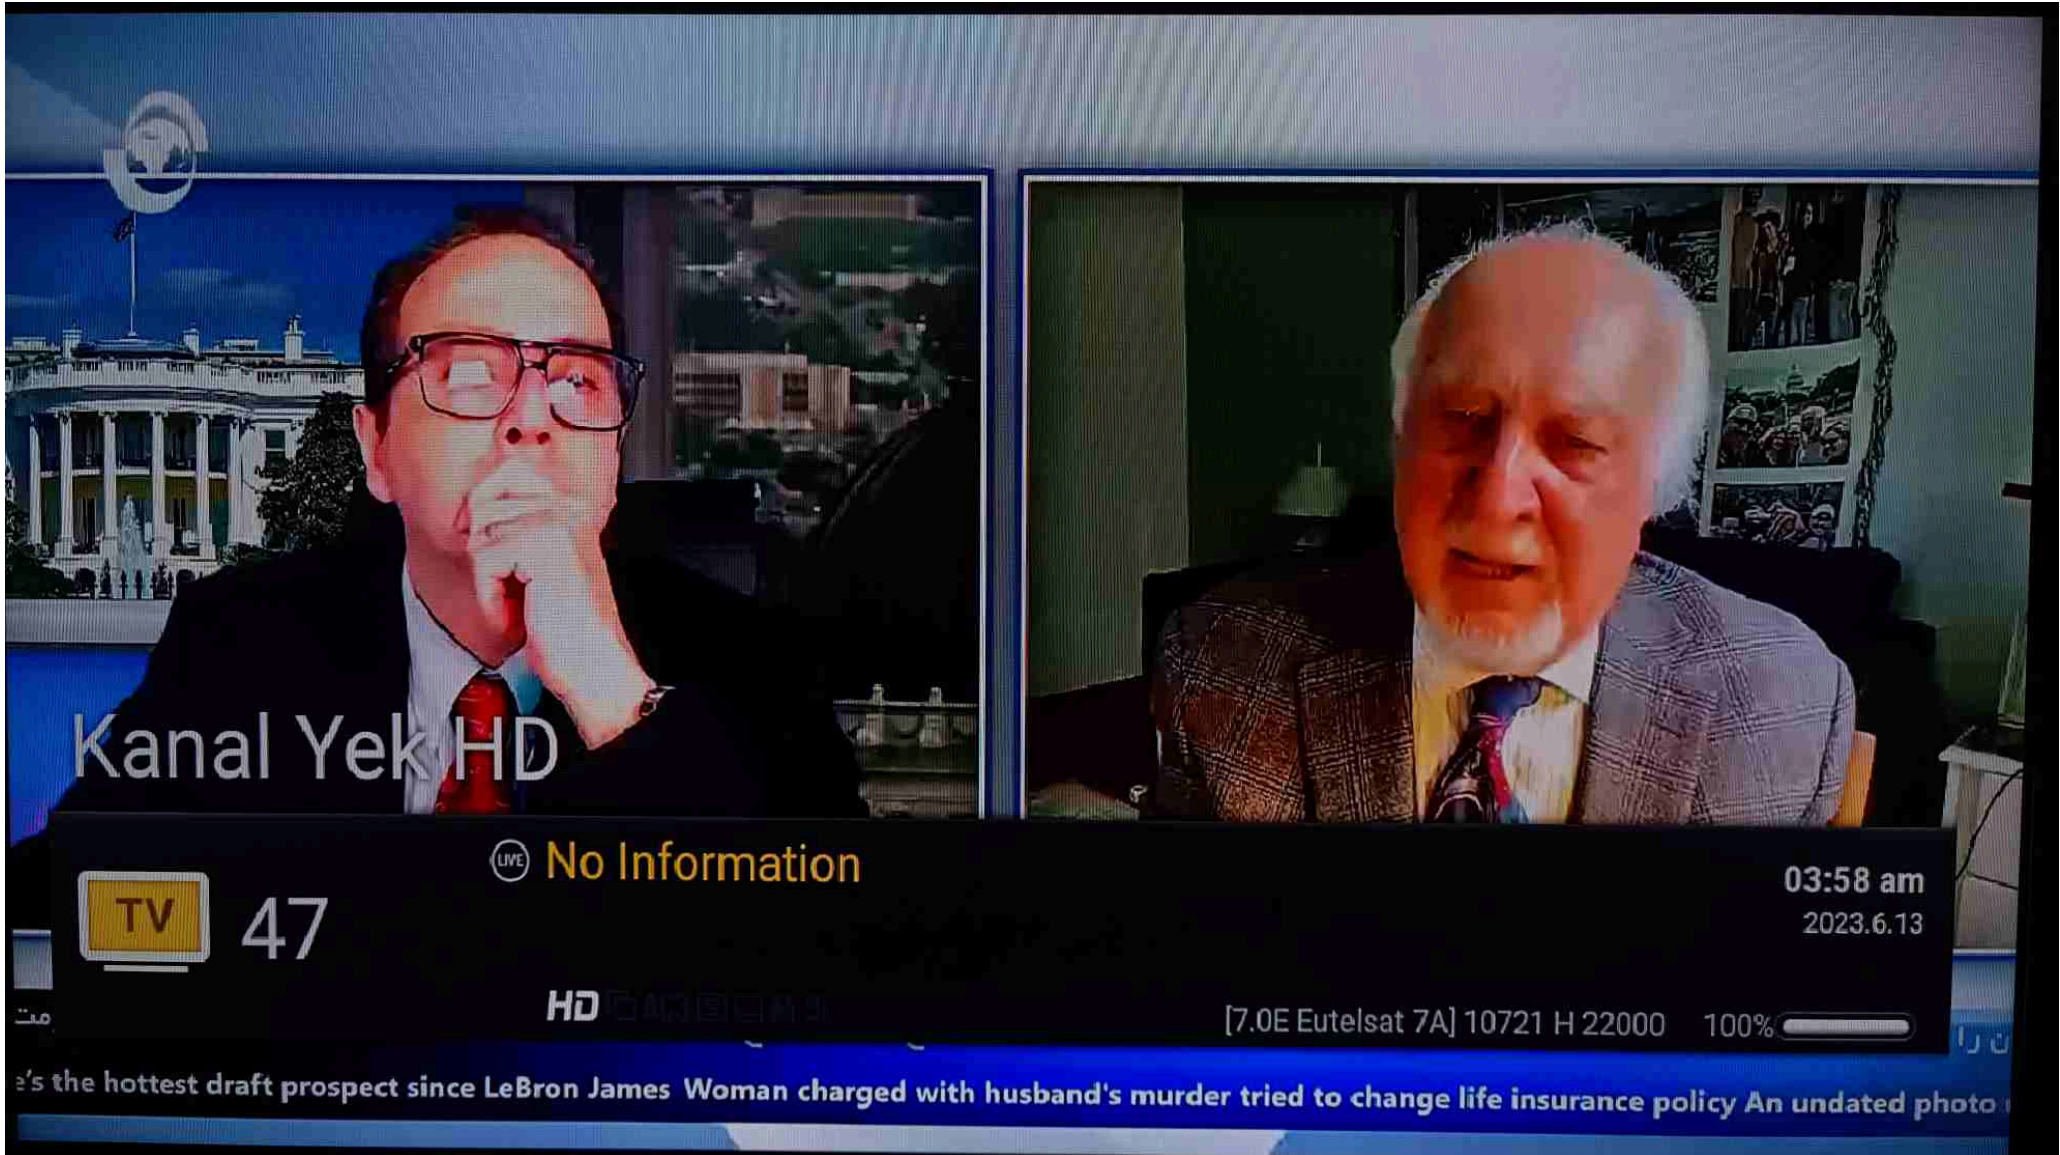 Kanal Yek HD
LIVE No Information
TV 47
03:58 am
2023.6.13
HD
[7.0E Eutelsat 7A] 10721 H 22000 100%
ن را
مت
e's the hottest draft prospect since LeBron James Woman charged with husband's murder tried to change life insurance policy An undated photo